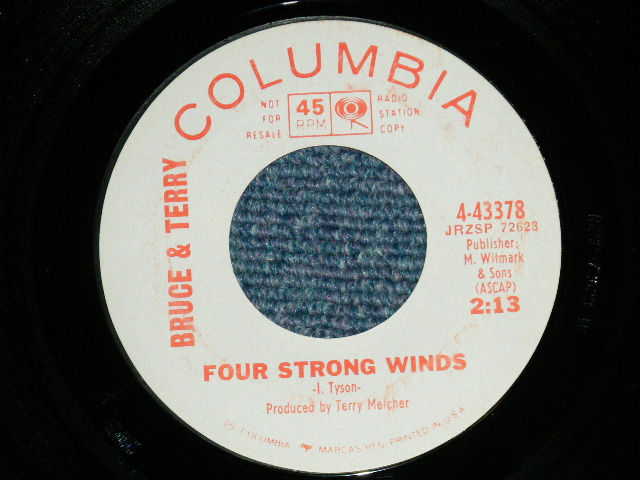 COLUMBIA
NOT FOR RESALE
45 RPM
RADIO STATION COPY
BRUCE & TERRY
4-43378
JRZSP 72623
Publisher:
M. Witmark
& Sons
(ASCAP)
2:13
FOUR STRONG WINDS
-I. Tyson-
Produced by Terry Melcher
COLUMBIA MARCAS REG. PRINTED IN U.S.A.